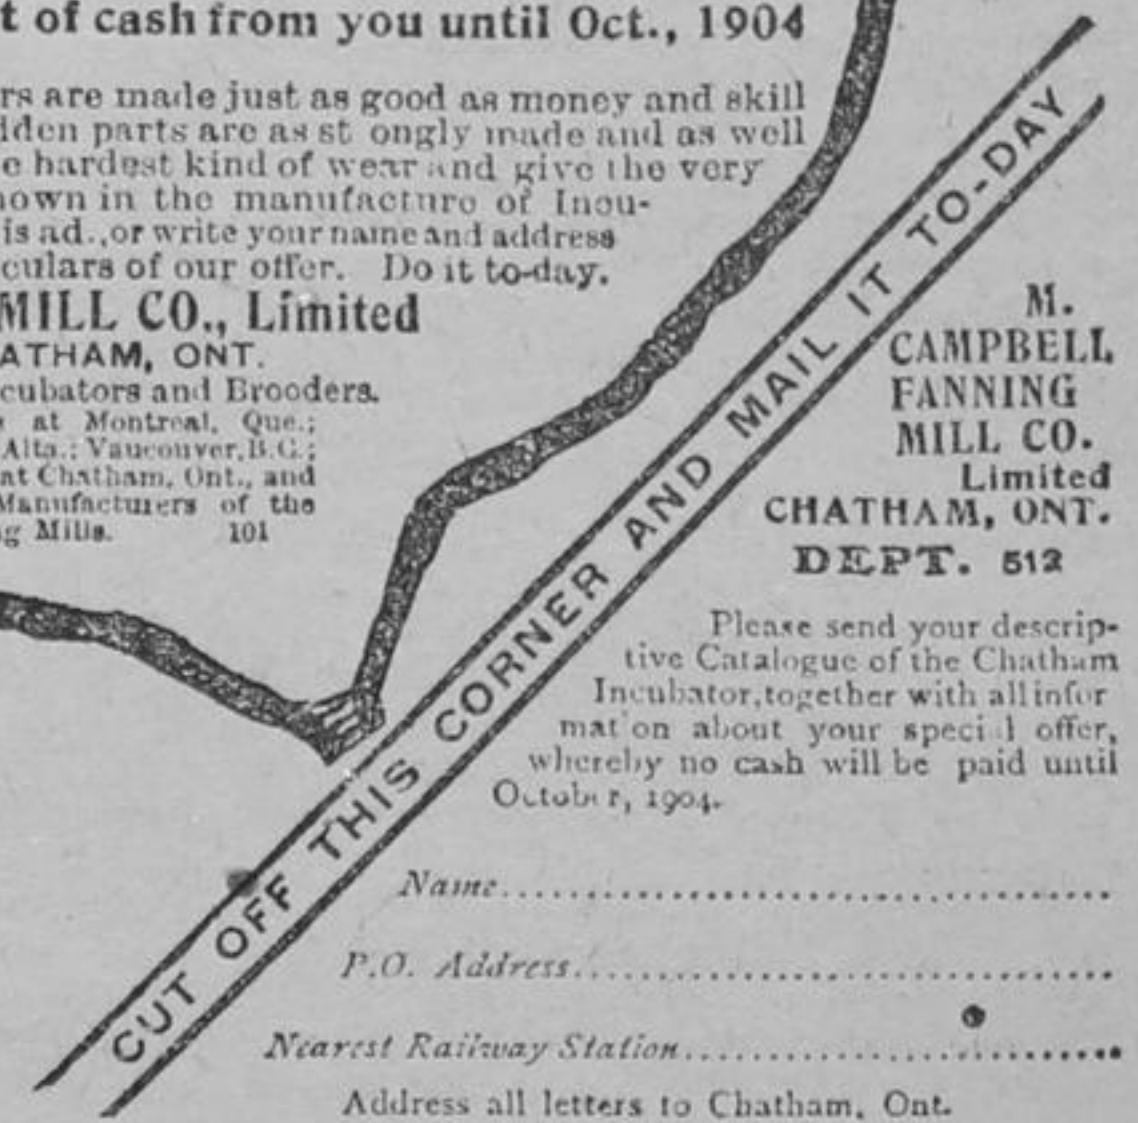 t of cash from you until Oct., 1904
rs are made just as good as money and skill
dden parts are as st ongly made and as well
e hardest kind of wear and give the very
nown in the manufacture of Incu-
is ad., or write your name and address
culars of our offer. Do it to-day.
MILL CO., Limited
ATHAM, ONT.
cubators and Brooders.
at Montreal, Que.;
Alta.; Vancouver, B.C.;
at Chatham, Ont., and
Manufacturers of the
g Mills. 101
CUT OFF THIS CORNER AND MAIL IT TO-DAY
M.
CAMPBELL
FANNING
MILL CO.
Limited
CHATHAM, ONT.
DEPT. 512
Please send your descrip-
tive Catalogue of the Chatham
Incubator, together with all infor
mat on about your speci l offer,
whereby no cash will be paid until
October, 1904.
Name
P.O. Address
Nearest Railway Station
Address all letters to Chatham, Ont.